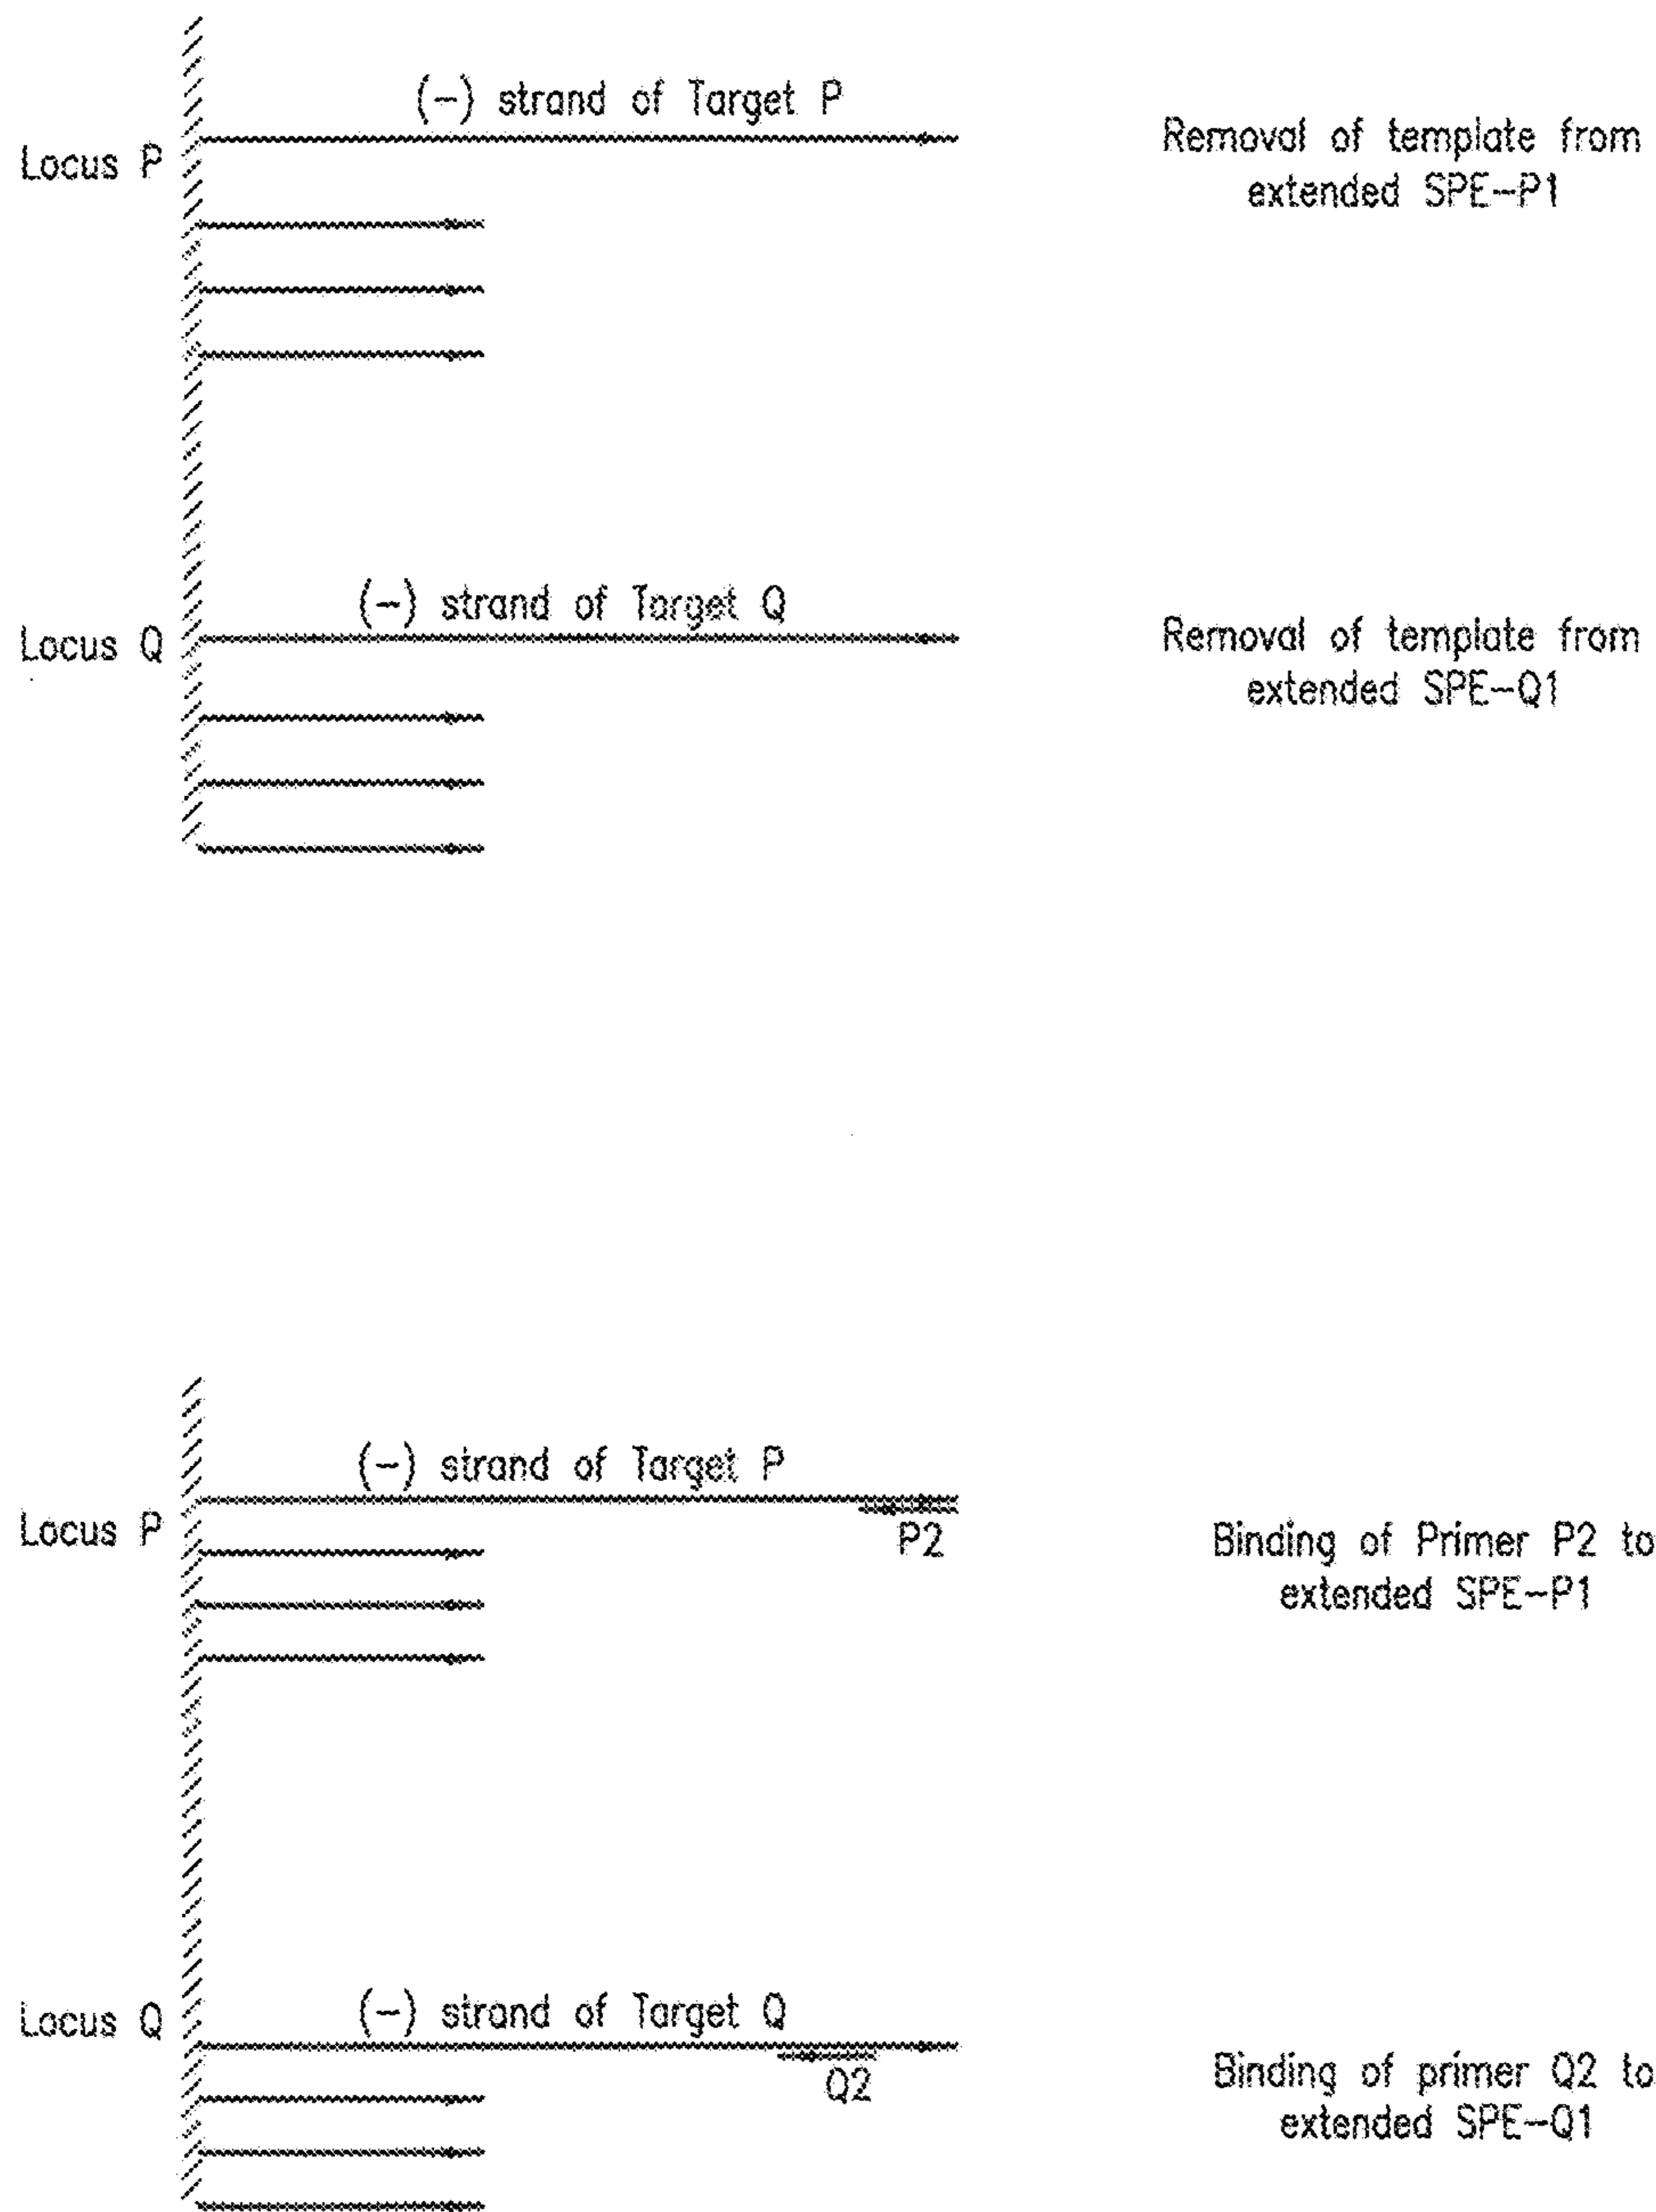 (-) strand of Target P
Locus P
Removal of template from
extended SPE-P1
(-) strand of Target Q
Locus Q
Removal of template from
extended SPE-Q1
(-) strand of Target P
Locus P
P2
Binding of Primer P2 to
extended SPE-P1
(-) strand of Target Q
Locus Q
Q2
Binding of primer Q2 to
extended SPE-Q1